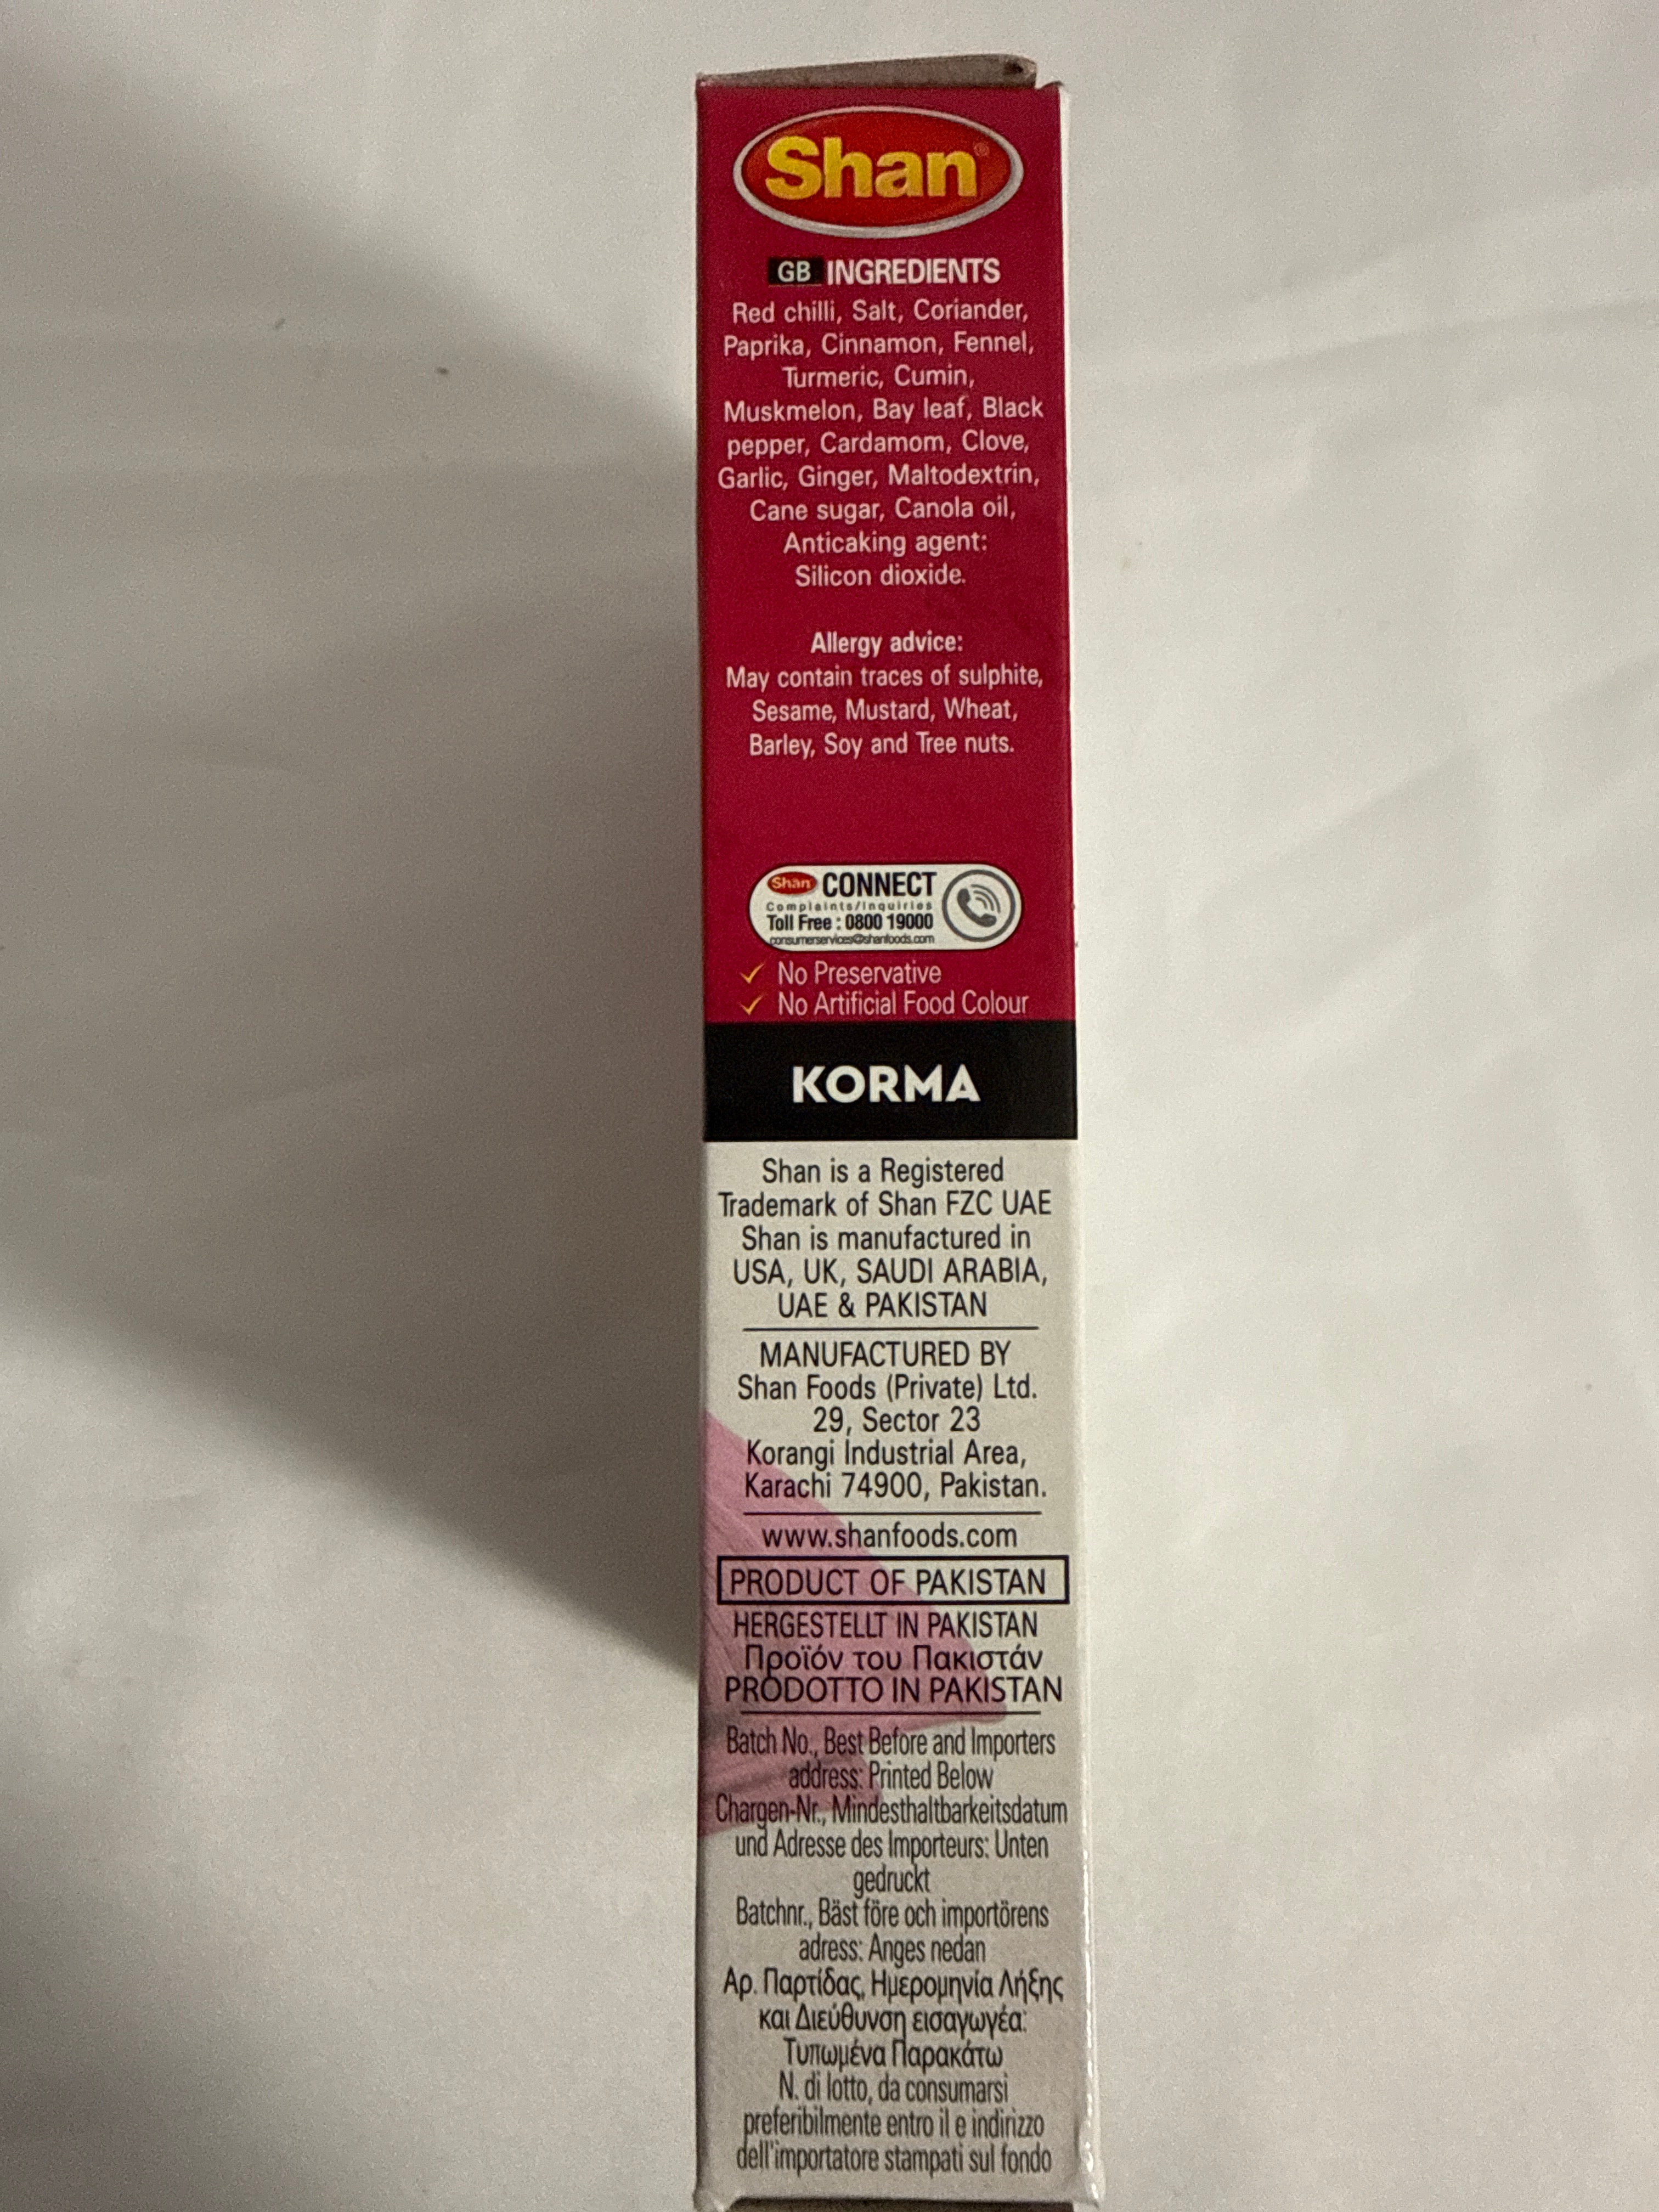 Shan®
GB INGREDIENTS
Red chilli, Salt, Coriander,
Paprika, Cinnamon, Fennel,
Turmeric, Cumin,
Muskmelon, Bay leaf, Black
pepper, Cardamom, Clove,
Garlic, Ginger, Maltodextrin,
Cane sugar, Canola oil,
Anticaking agent:
Silicon dioxide.
Allergy advice:
May contain traces of sulphite,
Sesame, Mustard, Wheat,
Barley, Soy and Tree nuts.
Shan CONNECT
Complaints/Inquiries
Toll Free : 0800 19000
consumerservices@shanfoods.com
No Preservative
No Artificial Food Colour
KORMA
Shan is a Registered
Trademark of Shan FZC UAE
Shan is manufactured in
USA, UK, SAUDI ARABIA,
UAE & PAKISTAN
MANUFACTURED BY
Shan Foods (Private) Ltd.
29, Sector 23
Korangi Industrial Area,
Karachi 74900, Pakistan.
www.shanfoods.com
PRODUCT OF PAKISTAN
HERGESTELLT IN PAKISTAN
Προϊόν του Πακιστάν
PRODOTTO IN PAKISTAN
Batch No., Best Before and Importers
address: Printed Below
Chargen-Nr., Mindesthaltbarkeitsdatum
und Adresse des Importeurs: Unten
gedruckt
Batchnr., Bäst före och importörens
adress: Anges nedan
Αρ. Παρτίδας, Ημερομηνία Λήξης
και Διεύθυνση εισαγωγέα:
Τυπωμένα Παρακάτω
N. di lotto, da consumarsi
preferibilmente entro il e indirizzo
dell'importatore stampati sul fondo